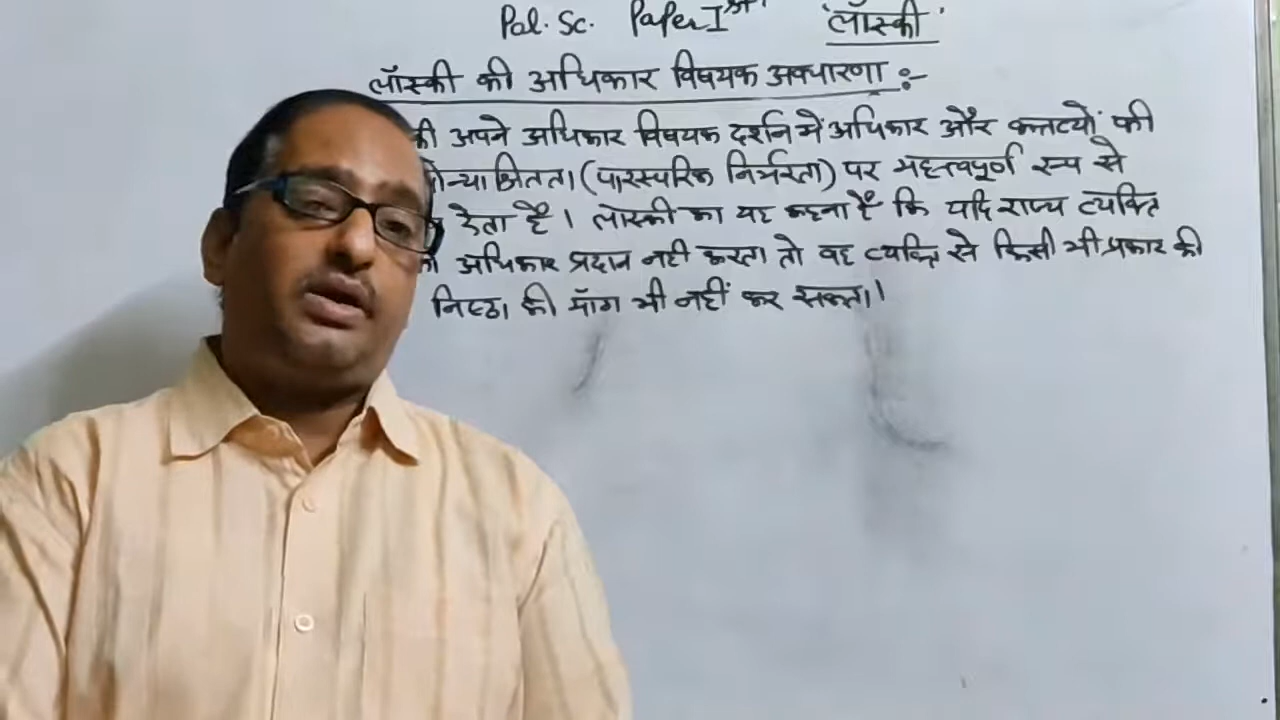 Pol. Sc. Paper I 'लॉस्की'
लॉस्की की अधिकार विषयक अवधारणा :-
की अपने अधिकार विषयक दर्शन में अधिकार और कर्त्तव्यों की
न्याश्रितता (पारस्परिक निर्भरता) पर महत्त्वपूर्ण रूप से
देता है। लास्की का यह कहना है कि यदि राज्य व्यक्ति
अधिकार प्रदान नही करता तो वह व्यक्ति से किसी भी प्रकार की
निष्ठा की माँग भी नहीं कर सकता।